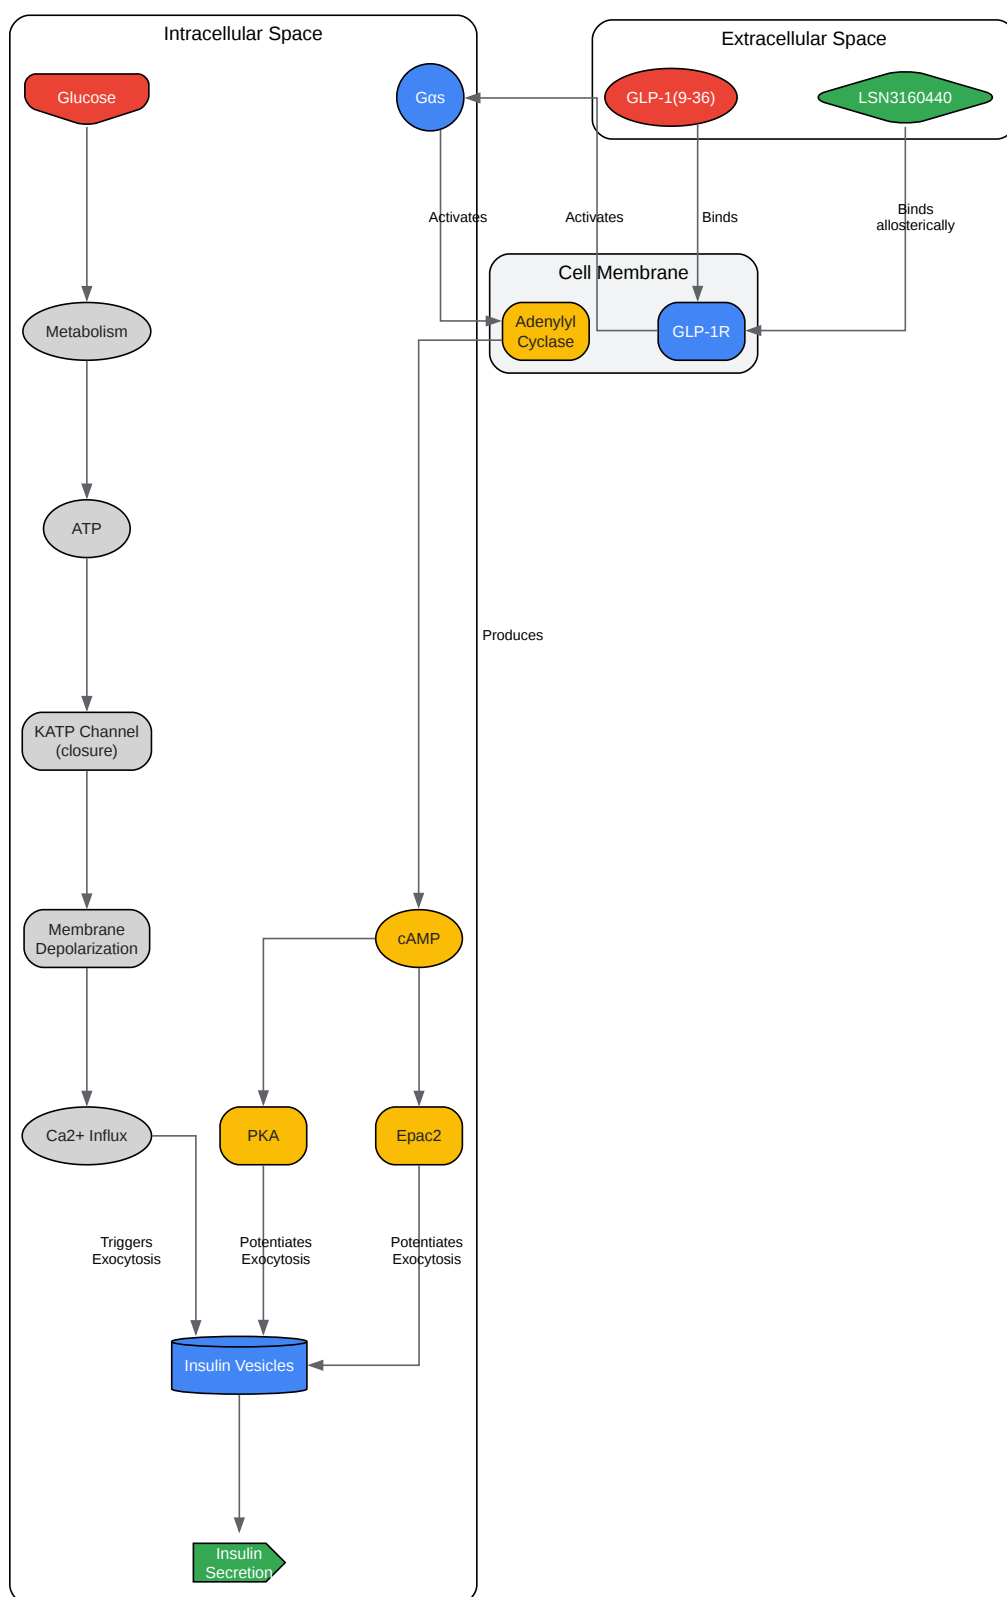 Intracellular Space
Extracellular Space
Glucose
Gαs
GLP-1(9-36)
LSN3160440
Activates
Activates
Binds
Binds
allosterically
Cell Membrane
Metabolism
Adenylyl
Cyclase
GLP-1R
ATP
Produces
KATP Channel
(closure)
Membrane
Depolarization
cAMP
Ca2+ Influx
PKA
Epac2
Triggers
Exocytosis
Potentiates
Exocytosis
Potentiates
Exocytosis
Insulin Vesicles
Insulin
Secretion